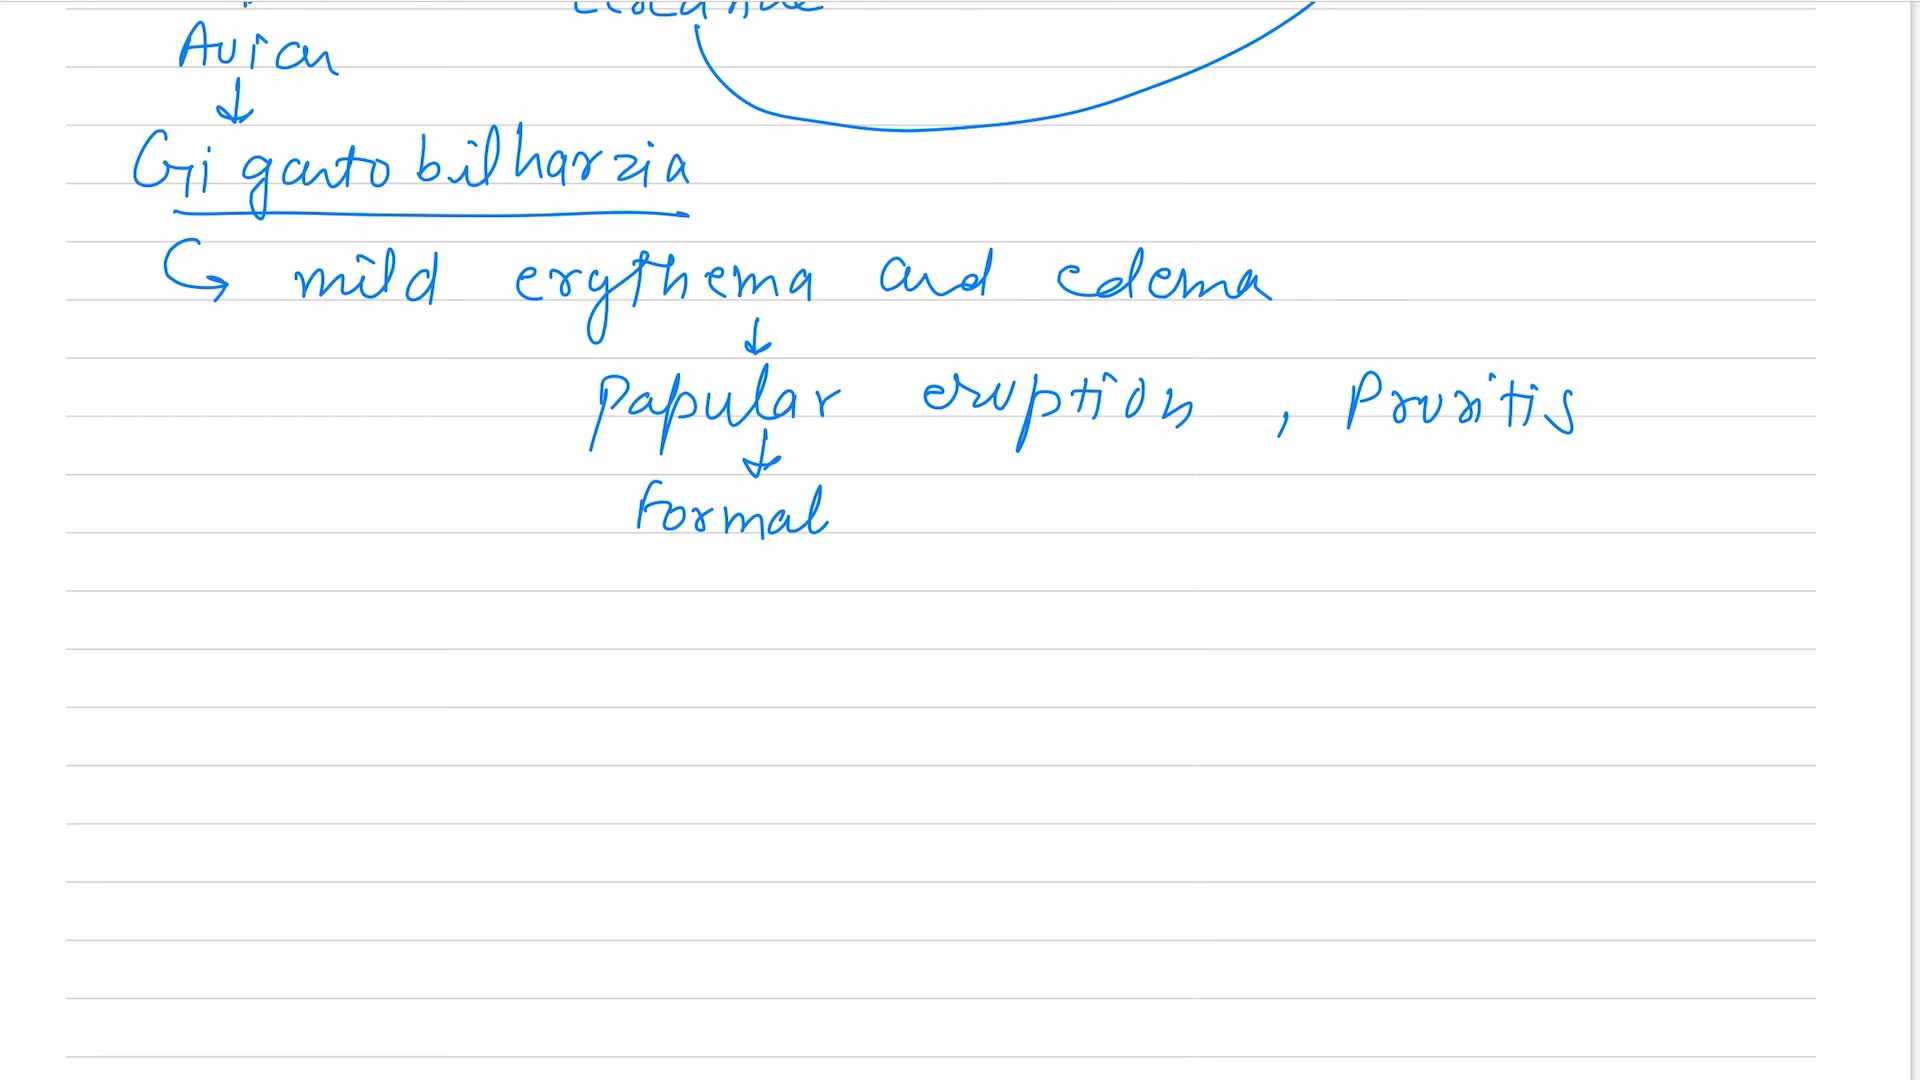 Avian
↓
Gigantobilharzia
↳ mild erythema and edema
↓
Papular eruption , Pruritis
↓
Formal